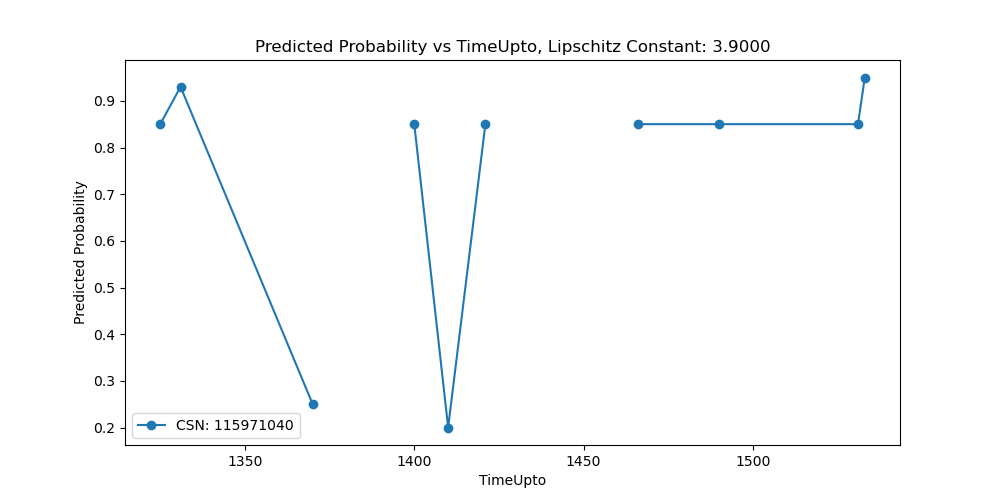 Predicted Probability vs TimeUpto, Lipschitz Constant: 3.9000
Predicted Probability
0.9
0.8
0.7
0.6
0.5
0.4
0.3
0.2
CSN: 115971040
1350 1400 1450 1500
TimeUpto